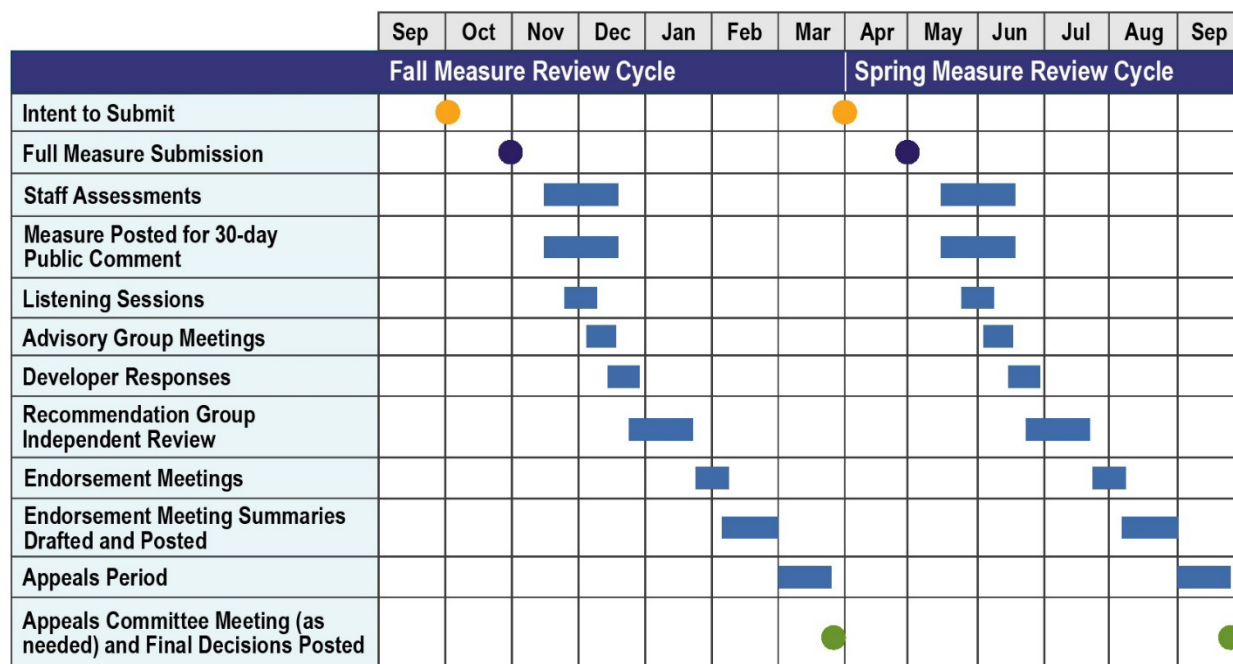 Sep Oct Nov Dec Jan Feb Mar Apr May Jun Jul Aug Sep
Fall Measure Review Cycle Spring Measure Review Cycle
Intent to Submit
Full Measure Submission
Staff Assessments
Measure Posted for 30-day
Public Comment
Listening Sessions
Advisory Group Meetings
Developer Responses
Recommendation Group
Independent Review
Endorsement Meetings
Endorsement Meeting Summaries
Drafted and Posted
Appeals Period
Appeals Committee Meeting (as
needed) and Final Decisions Posted